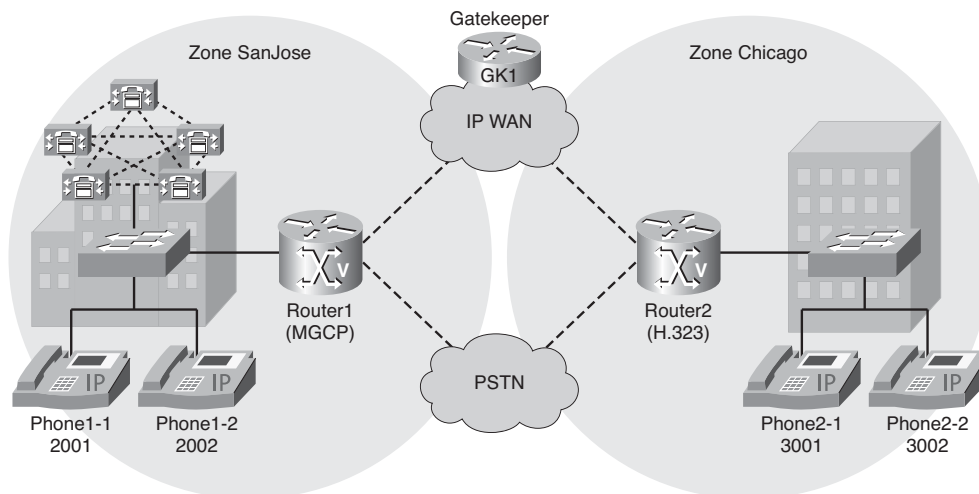 Gatekeeper
Zone SanJose
Zone Chicago
GK1
IP WAN
V
V
Router1
(MGCP)
Router2
(H.323)
PSTN
IP
IP
IP
IP
Phone1-1
2001
Phone1-2
2002
Phone2-1
3001
Phone2-2
3002